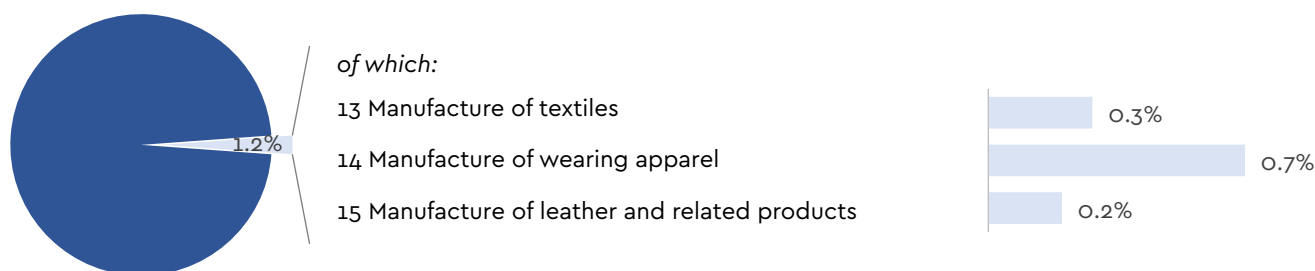 of which:
13 Manufacture of textiles
0.3%
1.2%
14 Manufacture of wearing apparel
0.7%
15 Manufacture of leather and related products
0.2%